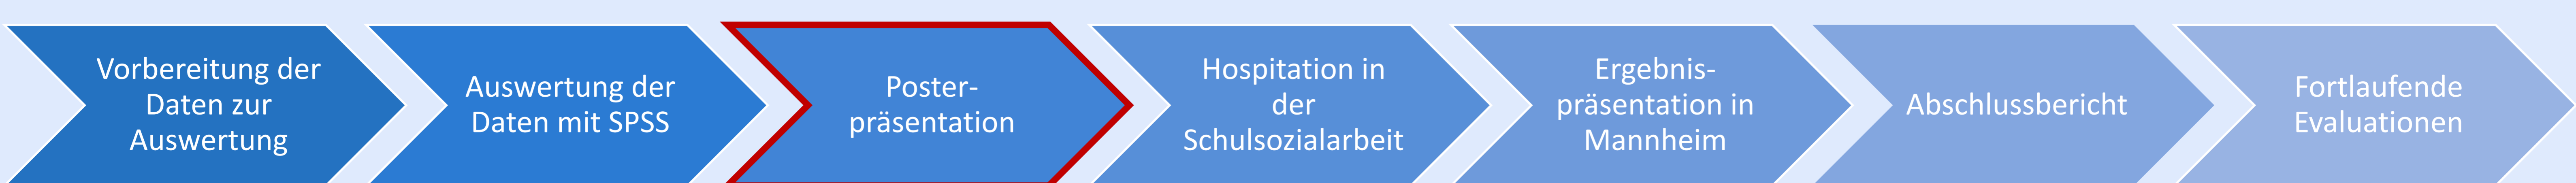 Vorbereitung der
Daten zur
Auswertung
Auswertung der
Daten mit SPSS
Poster-
präsentation
Hospitation in
der
Schulsozialarbeit
Ergebnis-
präsentation in
Mannheim
Abschlussbericht
Fortlaufende
Evaluationen